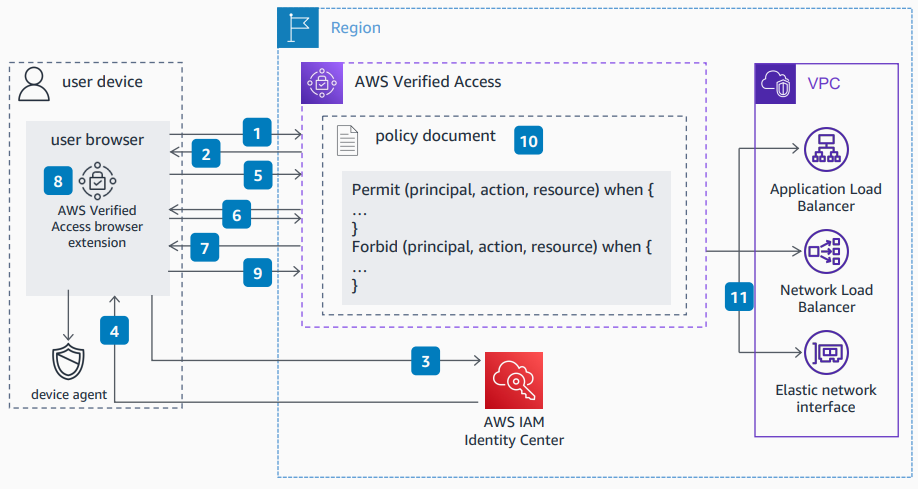 Region
user device
AWS Verified Access
VPC
user browser
1
policy document
10
2
5
8
Permit (principal, action, resource) when {
...
}
Forbid (principal, action, resource) when {
...
}
AWS Verified
Access browser
extension
6
7
9
Application Load
Balancer
Network Load
Balancer
11
4
3
device agent
Elastic network
interface
AWS IAM
Identity Center